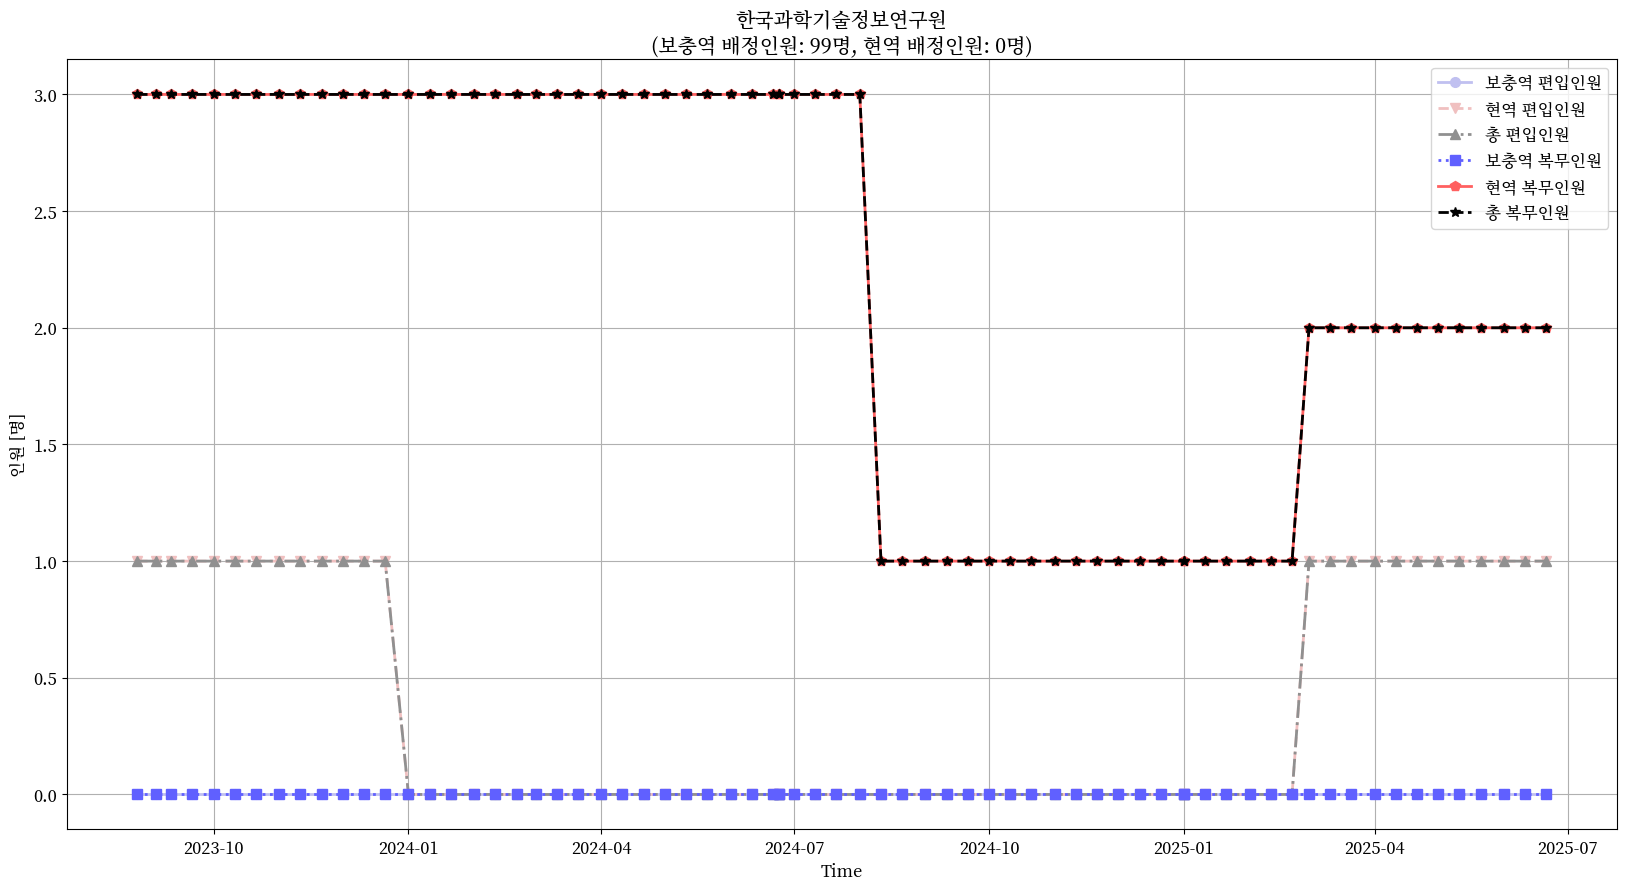 한국과학기술정보연구원
(보충역 배정인원: 99명, 현역 배정인원: 0명)
3.0
2.5
2.0
1.5
1.0
0.5
0.0
인원 [명]
보충역 편입인원
현역 편입인원
총 편입인원
보충역 복무인원
현역 복무인원
총 복무인원
2023-10
2024-01
2024-04
2024-07
2024-10
2025-01
2025-04
2025-07
Time